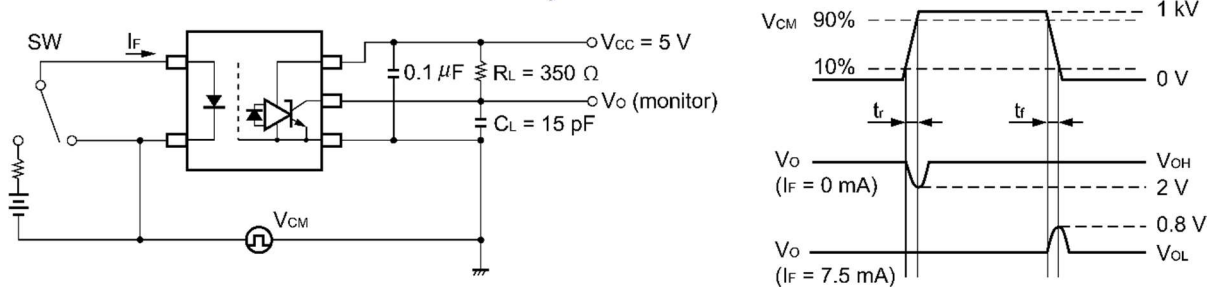 SW
IF
VCC = 5 V
0.1 μF
RL = 350 Ω
VO (monitor)
CL = 15 pF
VCM
VCM 90%
1 kV
10%
0 V
tr
tf
VO
VOH
(IF = 0 mA)
2 V
0.8 V
VO
VOL
(IF = 7.5 mA)